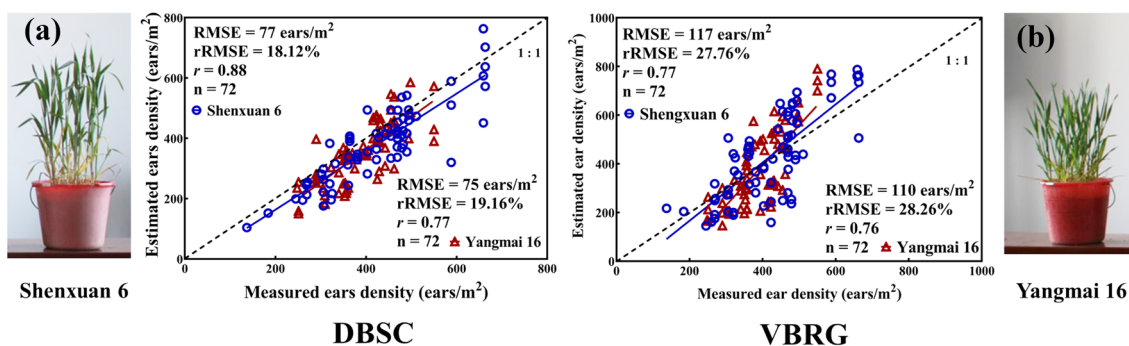 (a)
Shenxuan 6
RMSE = 77 ears/m²
rRMSE = 18.12%
r = 0.88
n = 72
Shenxuan 6
1 : 1
RMSE = 75 ears/m²
rRMSE = 19.16%
r = 0.77
n = 72
Yangmai 16
Estimated ears density (ears/m²)
800
600
400
200
0
0 200 400 600 800
Measured ears density (ears/m²)
DBSC
RMSE = 117 ears/m²
rRMSE = 27.76%
r = 0.77
n = 72
Shengxuan 6
1 : 1
RMSE = 110 ears/m²
rRMSE = 28.26%
r = 0.76
n = 72
Yangmai 16
Estimated ear density (ears/m²)
1000
800
600
400
200
0
0 200 400 600 800 1000
Measured ear density (ears/m²)
VBRG
(b)
Yangmai 16